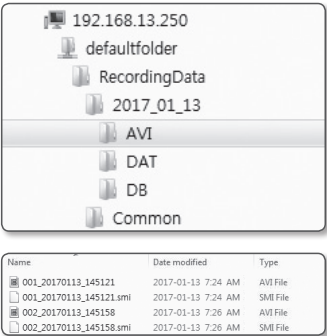 192.168.13.250
defaultfolder
RecordingData
2017_01_13
AVI
DAT
DB
Common
Name Date modified Type
001_20170113_145121 2017-01-13 7:24 AM AVI File
001_20170113_145121.smi 2017-01-13 7:24 AM SMI File
002_20170113_145158 2017-01-13 7:26 AM AVI File
002_20170113_145158.smi 2017-01-13 7:26 AM SMI File